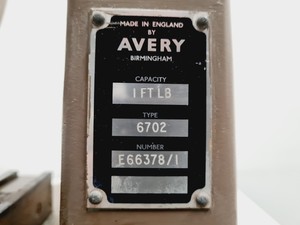 MADE IN ENGLAND
BY
AVERY
BIRMINGHAM
CAPACITY
1 FT LB
TYPE
6702
NUMBER
E66378/1